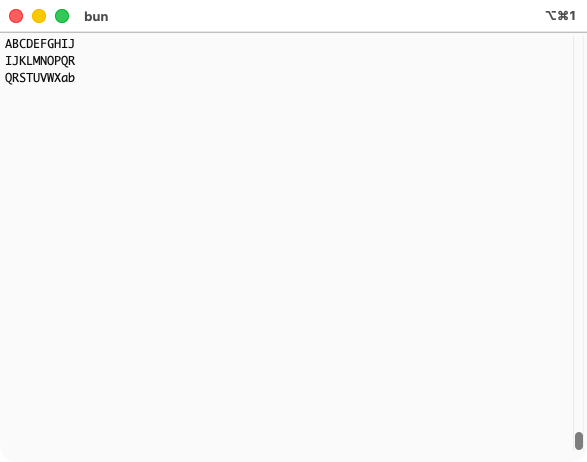 bun
⌥⌘1
ABCDEFGHIJ
IJKLMNOPQR
QRSTUVWXab